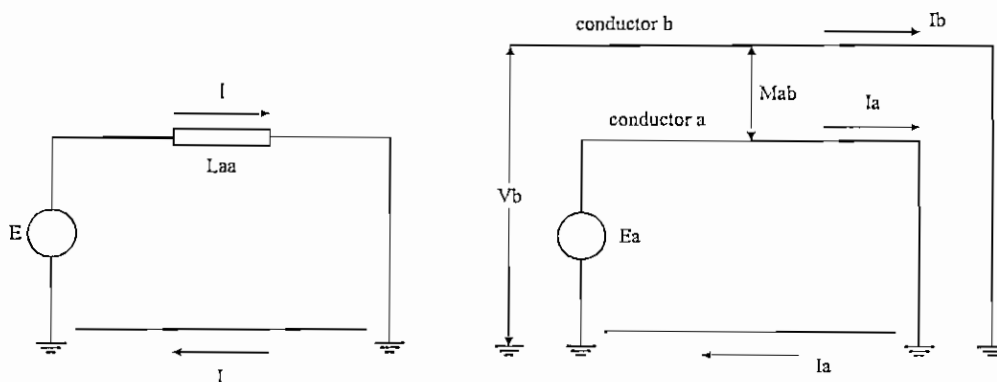 I
Laa
E
I
conductor b
Ib
Mab
Ia
conductor a
Vb
Ea
Ia